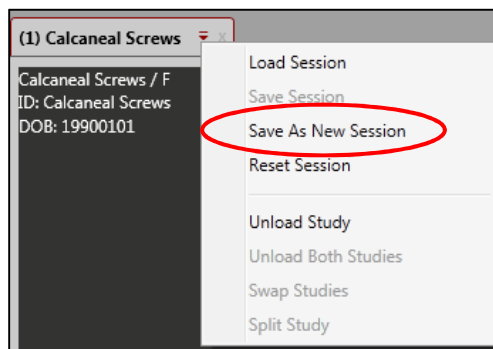 (1) Calcaneal Screws
x
Calcaneal Screws / F
ID: Calcaneal Screws
DOB: 19900101
Load Session
Save Session
Save As New Session
Reset Session
Unload Study
Unload Both Studies
Swap Studies
Split Study